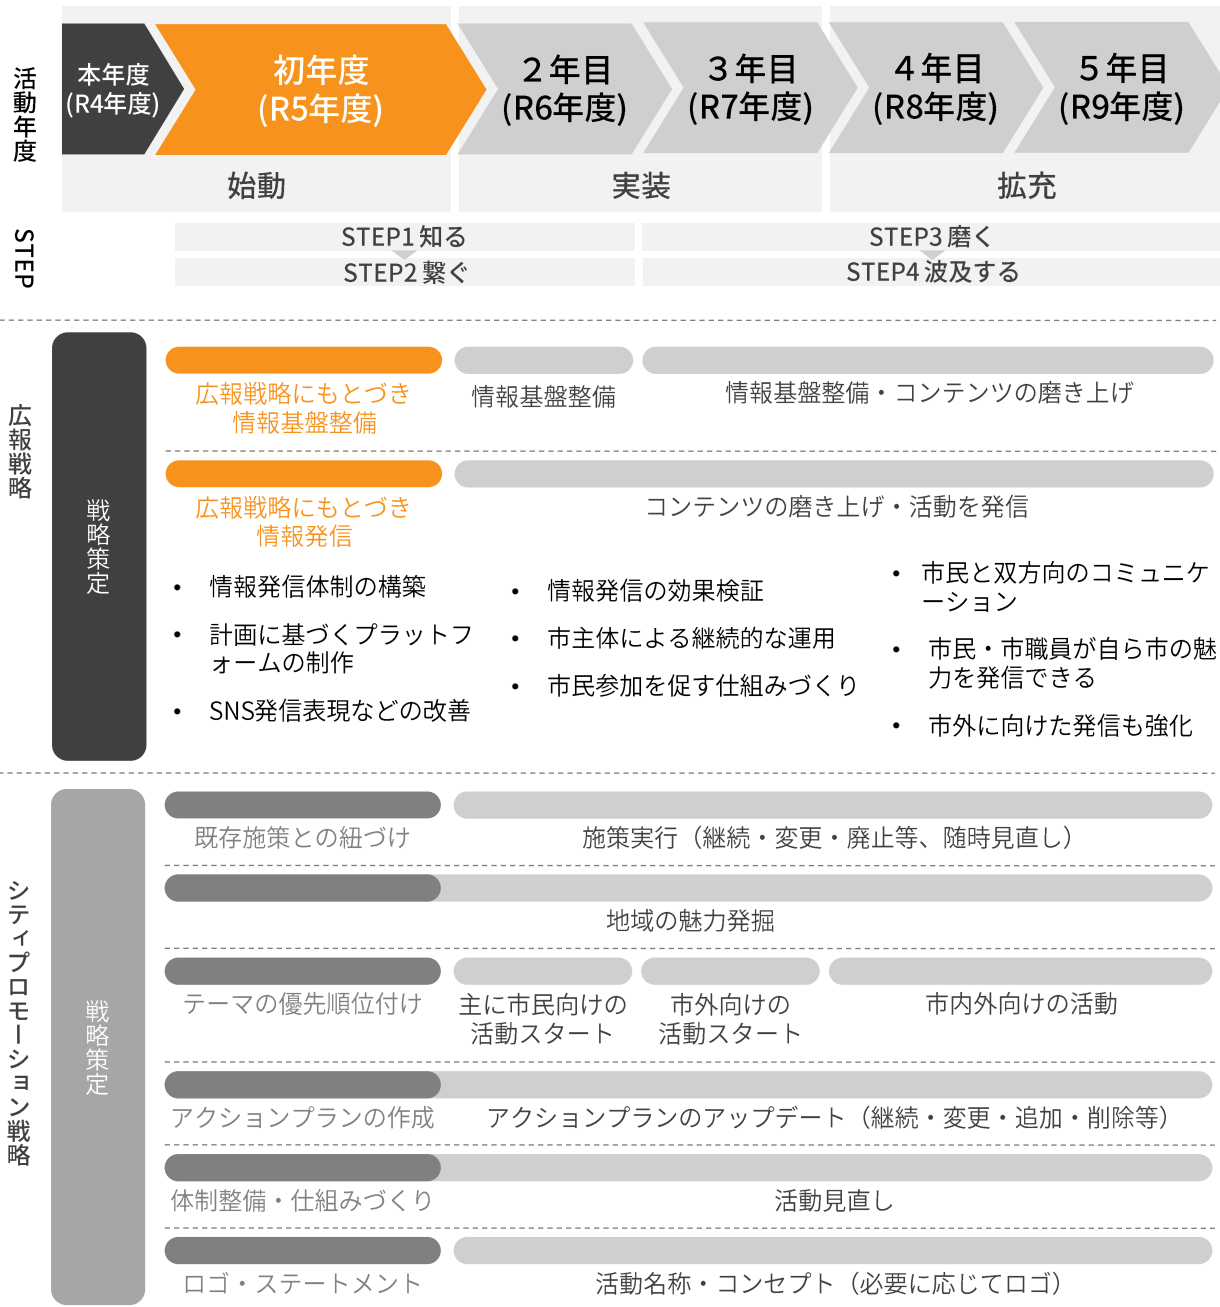 活動年度
本年度
(R4年度)
初年度
(R5年度)
２年目
(R6年度)
３年目
(R7年度)
４年目
(R8年度)
５年目
(R9年度)
始動
実装
拡充
STEP
STEP1 知る
STEP2 繋ぐ
STEP3 磨く
STEP4 波及する
広報戦略
戦略策定
広報戦略にもとづき
情報基盤整備
情報基盤整備
情報基盤整備・コンテンツの磨き上げ
広報戦略にもとづき
情報発信
コンテンツの磨き上げ・活動を発信
• 情報発信体制の構築
• 計画に基づくプラットフ
ォームの制作
• SNS発信表現などの改善
• 情報発信の効果検証
• 市主体による継続的な運用
• 市民参加を促す仕組みづくり
• 市民と双方向のコミュニケ
ーション
• 市民・市職員が自ら市の魅
力を発信できる
• 市外に向けた発信も強化
シティプロモーション戦略
戦略策定
既存施策との紐づけ
施策実行（継続・変更・廃止等、随時見直し）
地域の魅力発掘
テーマの優先順位付け
主に市民向けの
活動スタート
市外向けの
活動スタート
市内外向けの活動
アクションプランの作成
アクションプランのアップデート（継続・変更・追加・削除等）
体制整備・仕組みづくり
活動見直し
ロゴ・ステートメント
活動名称・コンセプト（必要に応じてロゴ）